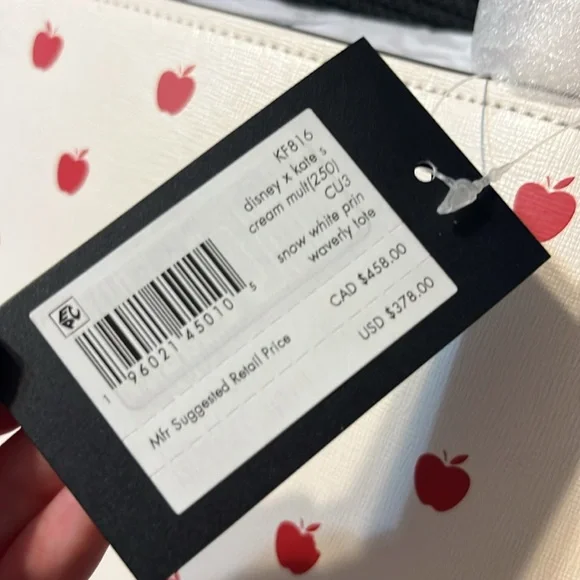 KF816
disney x kate s
cream mult(250)
CU3
snow white prin
waverly tote
1 96021 45010 5
CAD $458.00
Mfr Suggested Retail Price USD $378.00